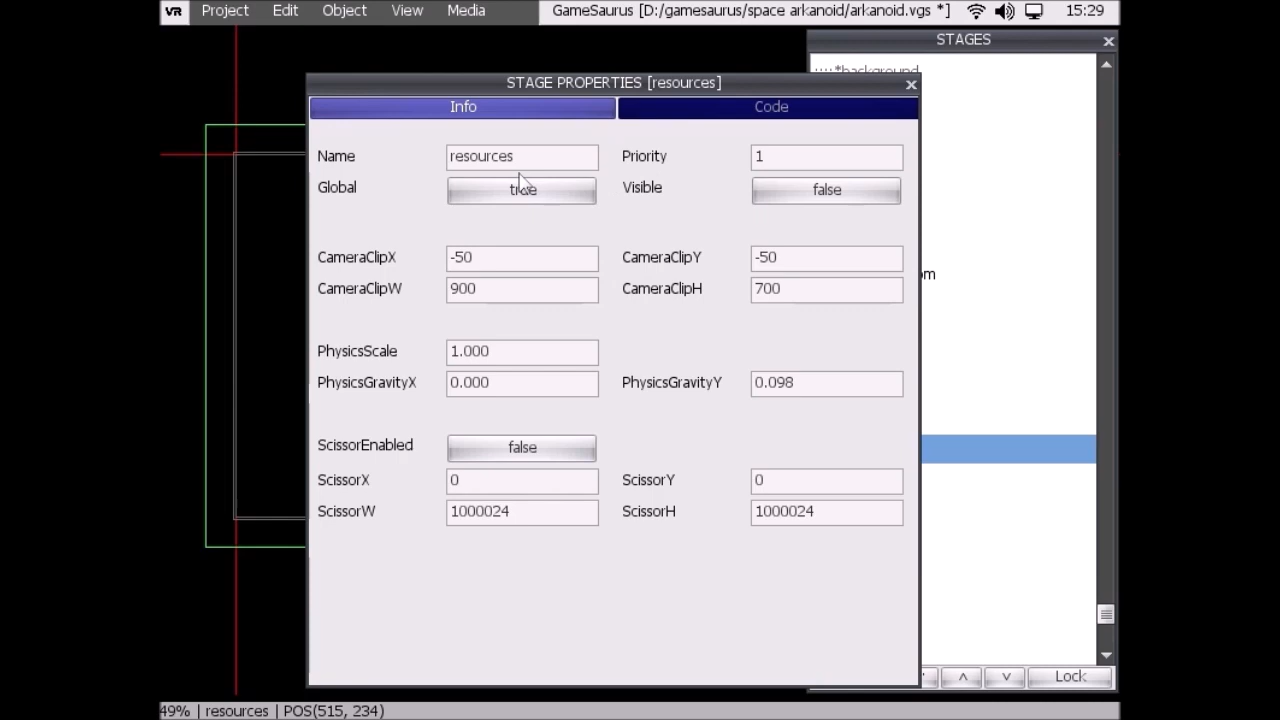 VR Project Edit Object View Media GameSaurus [D:/gamesaurus/space arkanoid/arkanoid.vgs *] 15:29
STAGES
*background
STAGE PROPERTIES [resources]
Info Code
Name resources Priority 1
Global true Visible false
CameraClipX -50 CameraClipY -50
om
CameraClipW 900 CameraClipH 700
PhysicsScale 1.000
PhysicsGravityX 0.000 PhysicsGravityY 0.098
ScissorEnabled false
ScissorX 0 ScissorY 0
ScissorW 1000024 ScissorH 1000024
Lock
49% | resources | POS(515, 234)